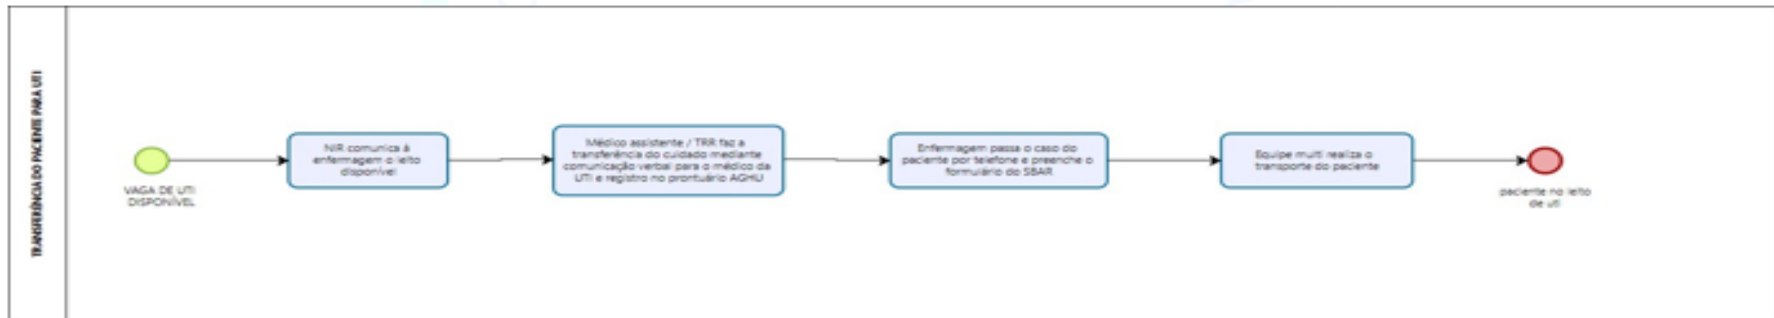 TRANSFERÊNCIA DO PACIENTE PARA UTI
VAGA DE UTI
DISPONÍVEL
NIR comunica à
enfermagem o leito
disponível
Médico assistente / TRR faz a
transferência do cuidado mediante
comunicação verbal para o médico da
UTI e registro no prontuário AGHU
Enfermagem passa o caso do
paciente por telefone e preenche o
formulário do SBAR
Equipe multi realiza o
transporte do paciente
paciente no leito
de uti